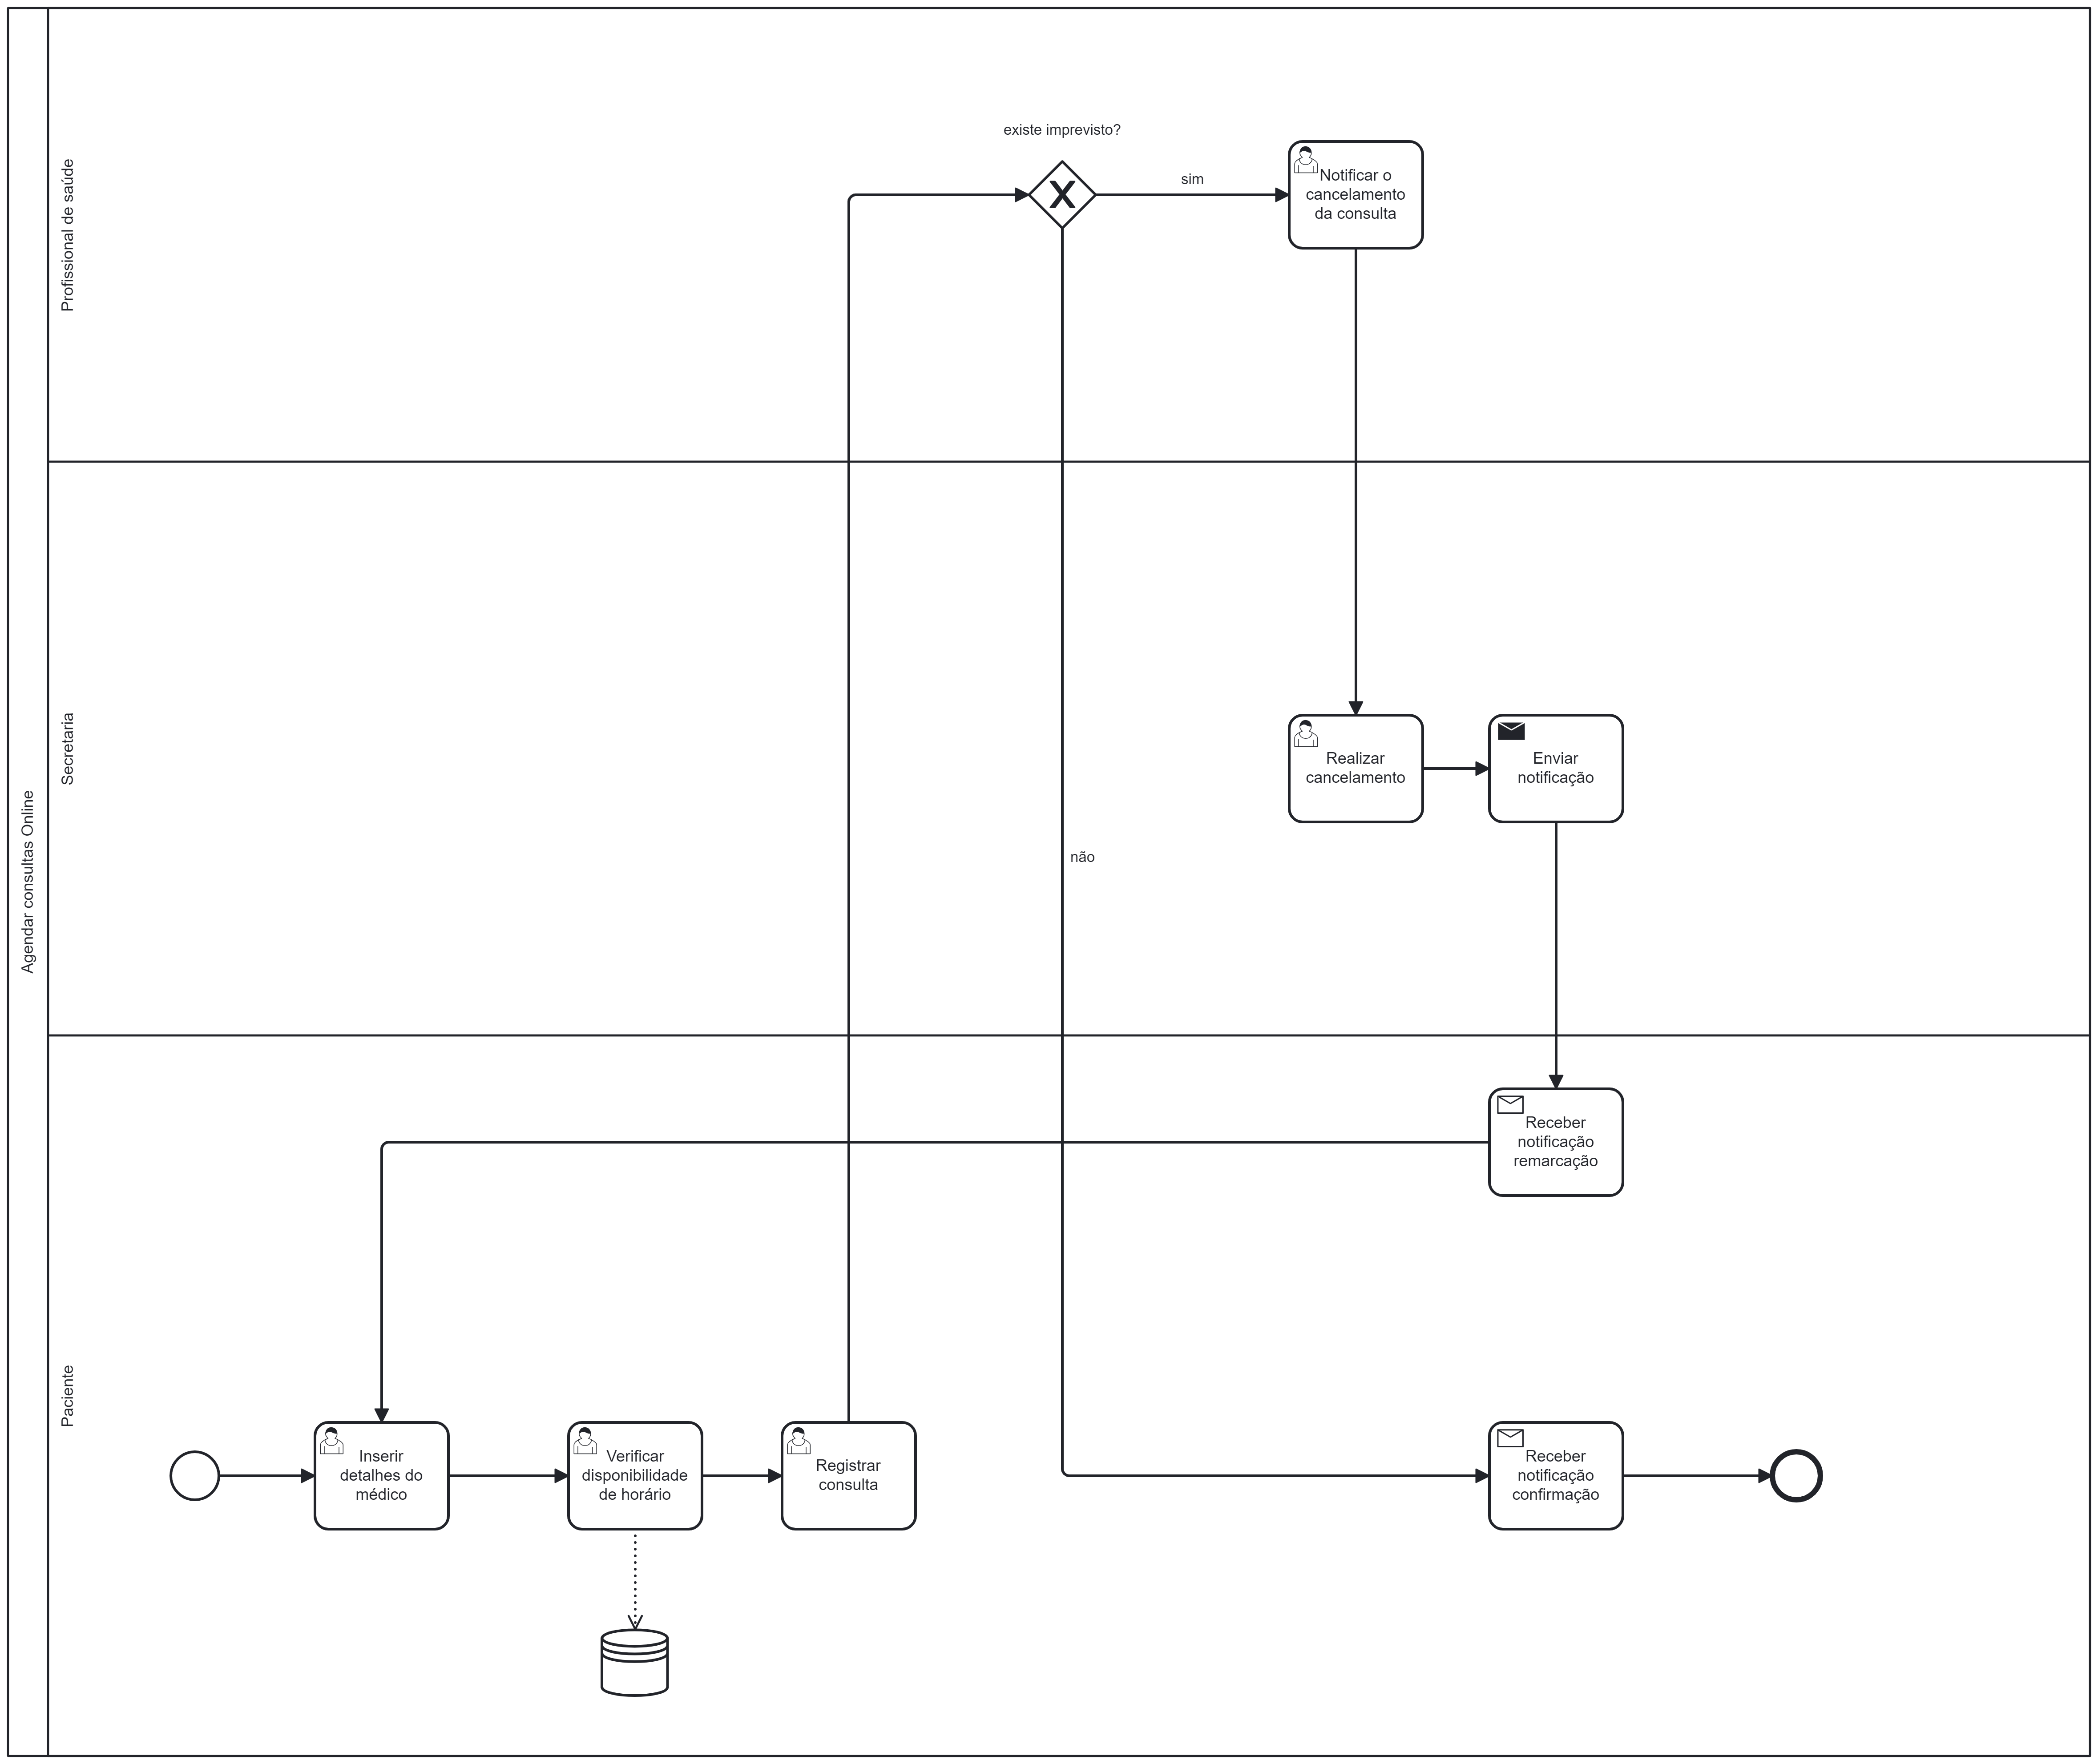 Agendar consultas Online
Profissional de saúde
existe imprevisto?
sim
Notificar o
cancelamento
da consulta
Secretaria
Realizar
cancelamento
Enviar
notificação
não
Paciente
Receber
notificação
remarcação
Inserir
detalhes do
médico
Verificar
disponibilidade
de horário
Registrar
consulta
Receber
notificação
confirmação